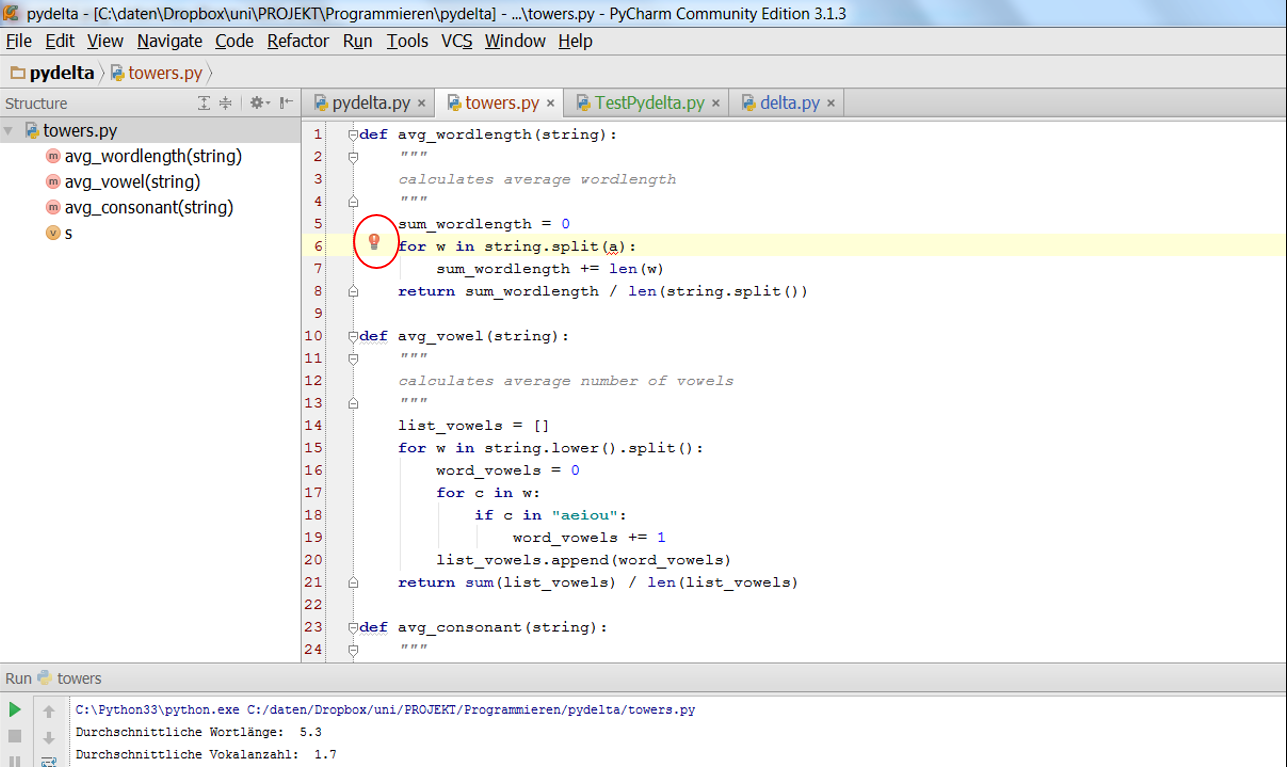 pydelta - [C:\daten\Dropbox\uni\PROJEKT\Programmieren\pydelta] - ...\towers.py - PyCharm Community Edition 3.1.3
File Edit View Navigate Code Refactor Run Tools VCS Window Help
pydelta towers.py
Structure
pydelta.py × towers.py × TestPydelta.py × delta.py ×
towers.py
m avg_wordlength(string)
m avg_vowel(string)
m avg_consonant(string)
v s
1 def avg_wordlength(string):
2 """
3 calculates average wordlength
4 """
5 sum_wordlength = 0
6 for w in string.split(a):
7 sum_wordlength += len(w)
8 return sum_wordlength / len(string.split())
9
10 def avg_vowel(string):
11 """
12 calculates average number of vowels
13 """
14 list_vowels = []
15 for w in string.lower().split():
16 word_vowels = 0
17 for c in w:
18 if c in "aeiou":
19 word_vowels += 1
20 list_vowels.append(word_vowels)
21 return sum(list_vowels) / len(list_vowels)
22
23 def avg_consonant(string):
24 """
Run towers
C:\Python33\python.exe C:/daten/Dropbox/uni/PROJEKT/Programmieren/pydelta/towers.py
Durchschnittliche Wortlänge: 5.3
Durchschnittliche Vokalanzahl: 1.7